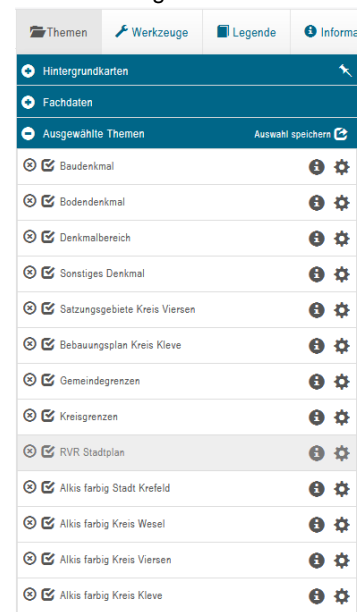 Themen Werkzeuge Legende Informa
Hintergrundkarten
Fachdaten
Ausgewählte Themen Auswahl speichern
Baudenkmal
Bodendenkmal
Denkmalbereich
Sonstiges Denkmal
Satzungsgebiete Kreis Viersen
Bebauungsplan Kreis Kleve
Gemeindegrenzen
Kreisgrenzen
RVR Stadtplan
Alkis farbig Stadt Krefeld
Alkis farbig Kreis Wesel
Alkis farbig Kreis Viersen
Alkis farbig Kreis Kleve